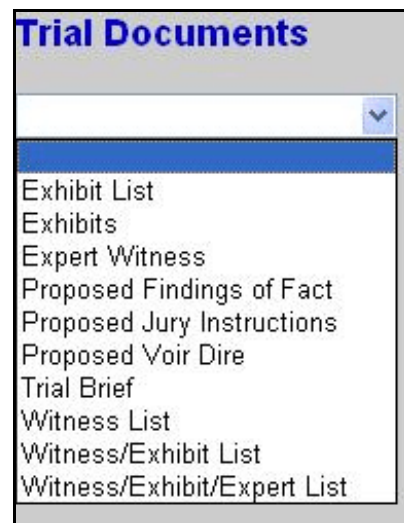 Trial Documents
Exhibit List
Exhibits
Expert Witness
Proposed Findings of Fact
Proposed Jury Instructions
Proposed Voir Dire
Trial Brief
Witness List
Witness/Exhibit List
Witness/Exhibit/Expert List